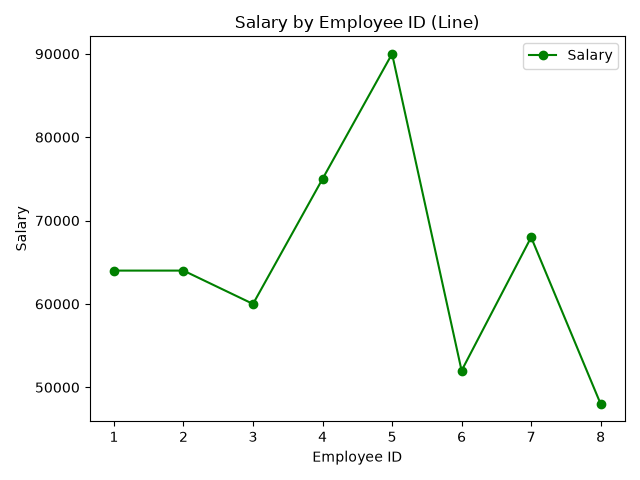 Salary by Employee ID (Line)
Salary
90000
80000
70000
60000
50000
Salary
1 2 3 4 5 6 7 8
Employee ID